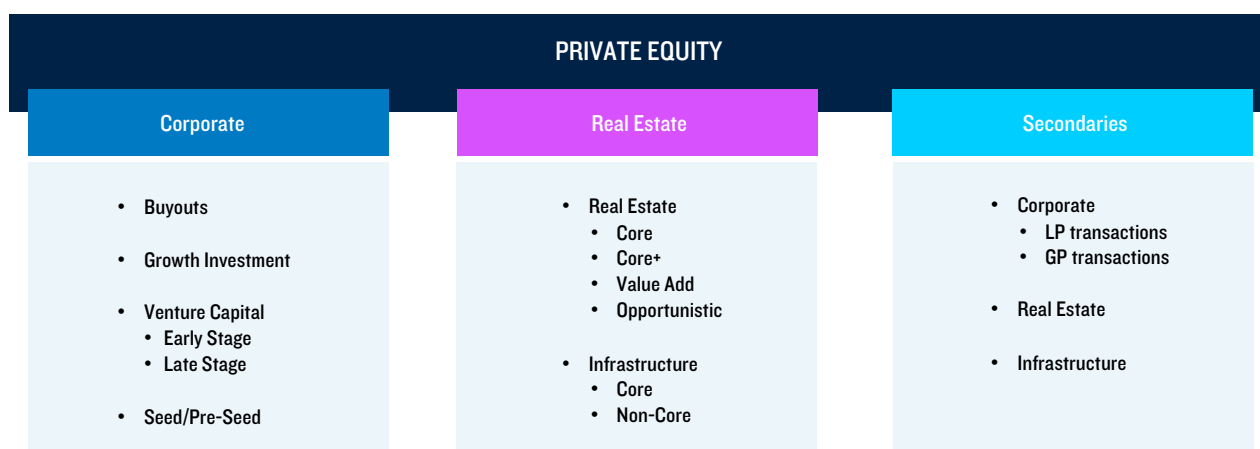 PRIVATE EQUITY
Corporate
• Buyouts
• Growth Investment
• Venture Capital
• Early Stage
• Late Stage
• Seed/Pre-Seed
Real Estate
• Real Estate
• Core
• Core+
• Value Add
• Opportunistic
• Infrastructure
• Core
• Non-Core
Secondaries
• Corporate
• LP transactions
• GP transactions
• Real Estate
• Infrastructure